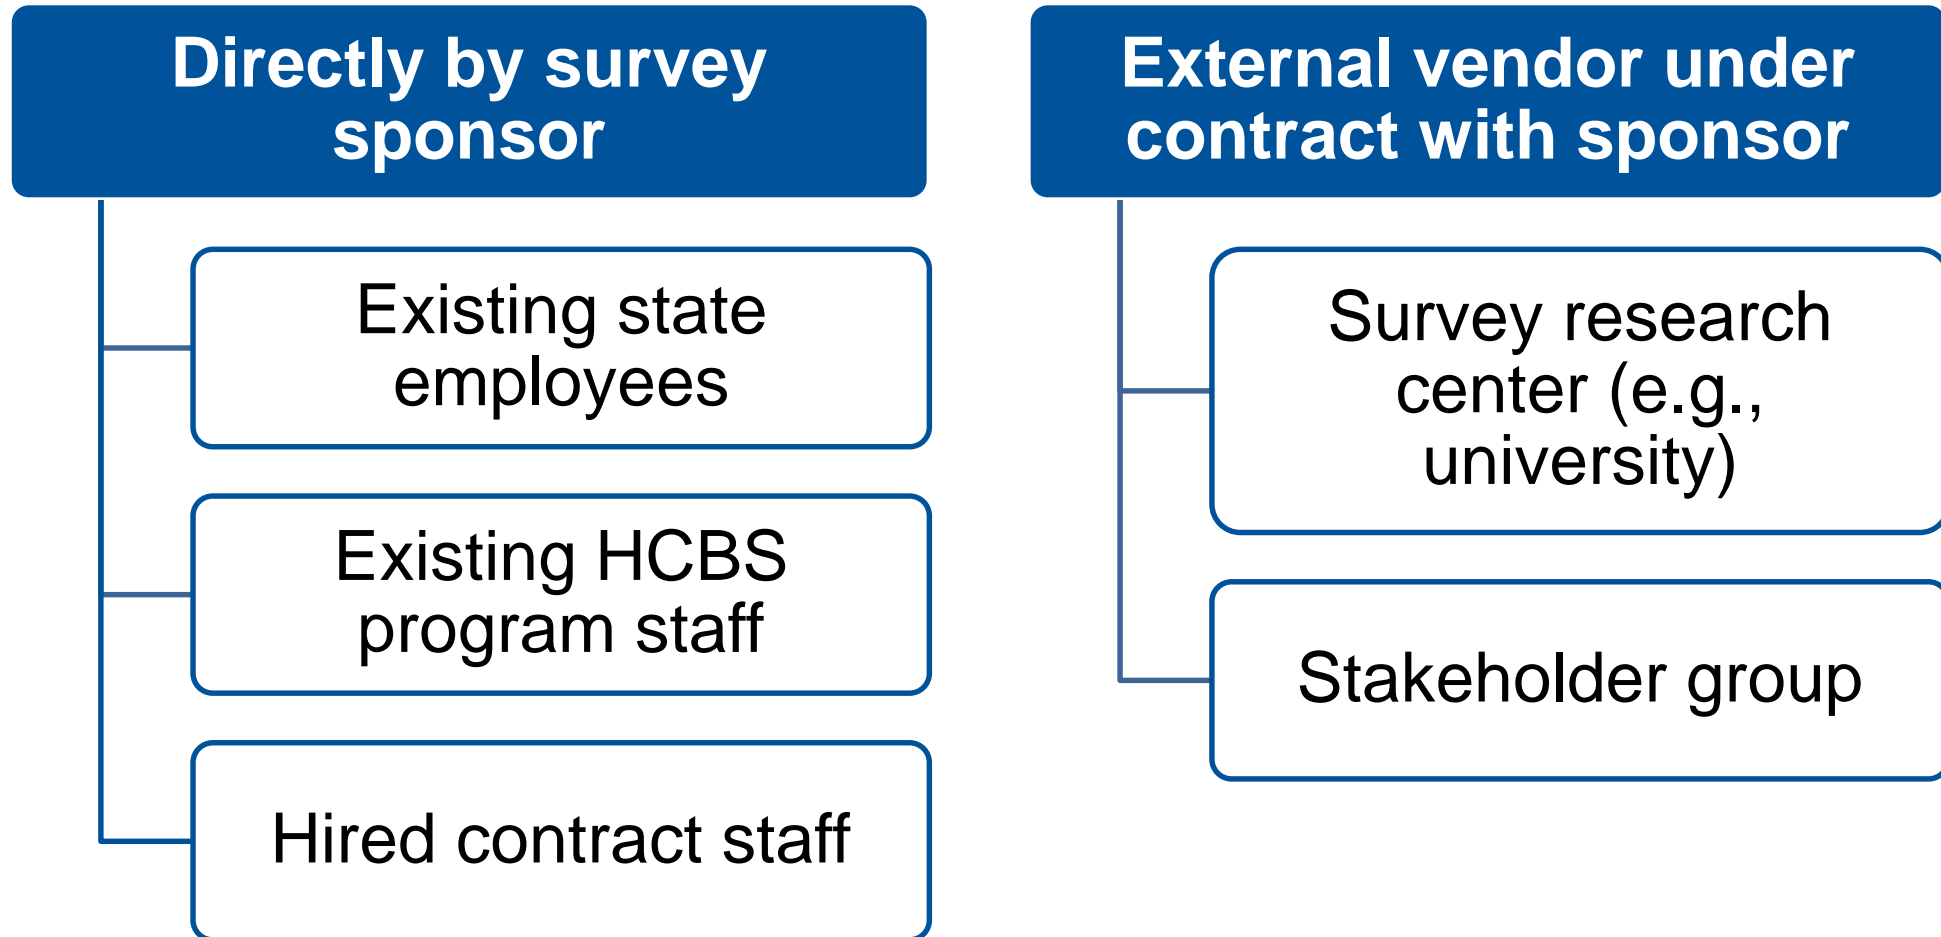 Directly by survey
sponsor
Existing state
employees
Existing HCBS
program staff
Hired contract staff
External vendor under
contract with sponsor
Survey research
center (e.g.,
university)
Stakeholder group